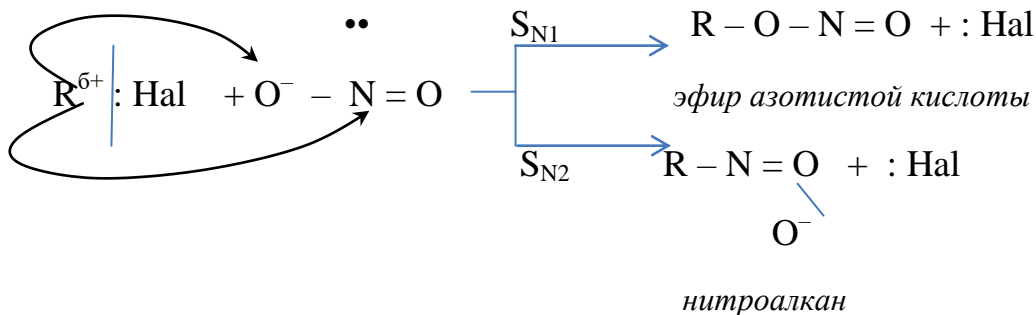 ••
S_N1 R – O – N = O + : Hal
R^б+ : Hal + O⁻ – N = O
эфир азотистой кислоты
S_N2 R – N = O + : Hal
O⁻
нитроалкан